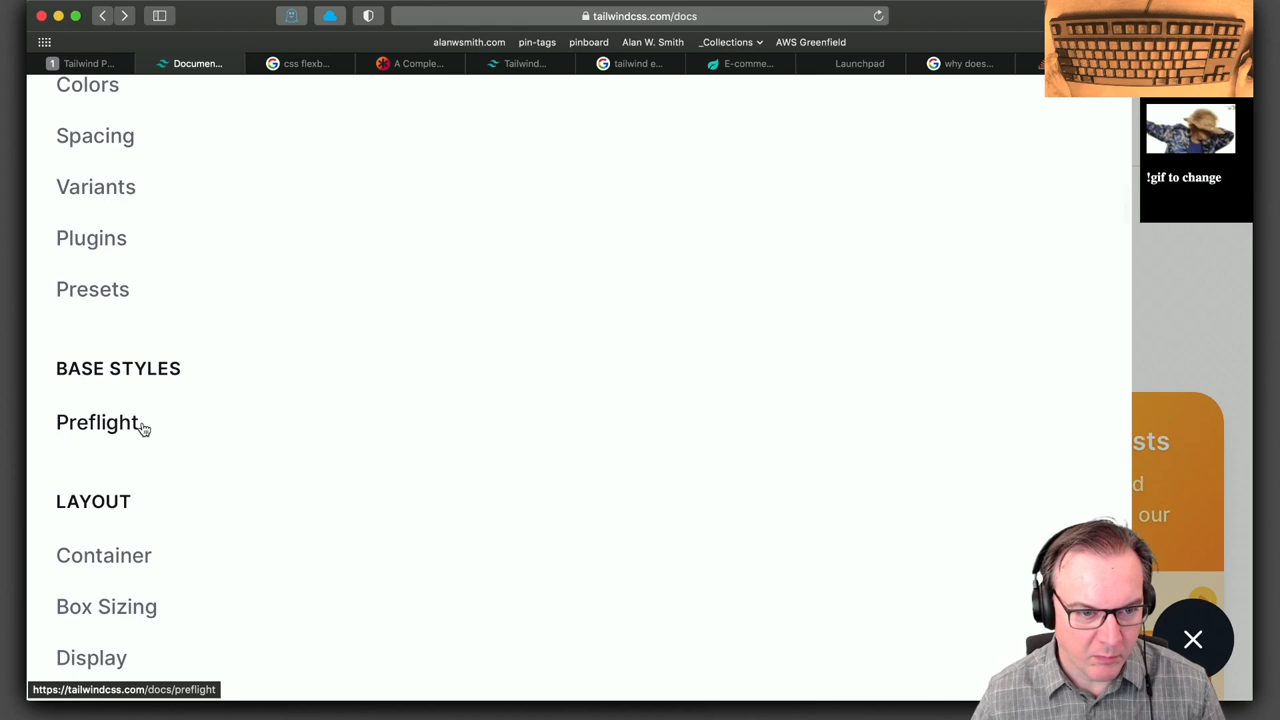 tailwindcss.com/docs
alanwsmith.com pin-tags pinboard Alan W. Smith _Collections AWS Greenfield
1 Tailwind P... Documen... css flexb... A Comple... Tailwind... tailwind e... E-comme... Launchpad why does...
Colors
Spacing
Variants
Plugins
Presets
BASE STYLES
Preflight
LAYOUT
Container
Box Sizing
Display
https://tailwindcss.com/docs/preflight
!gif to change
sts
d
our